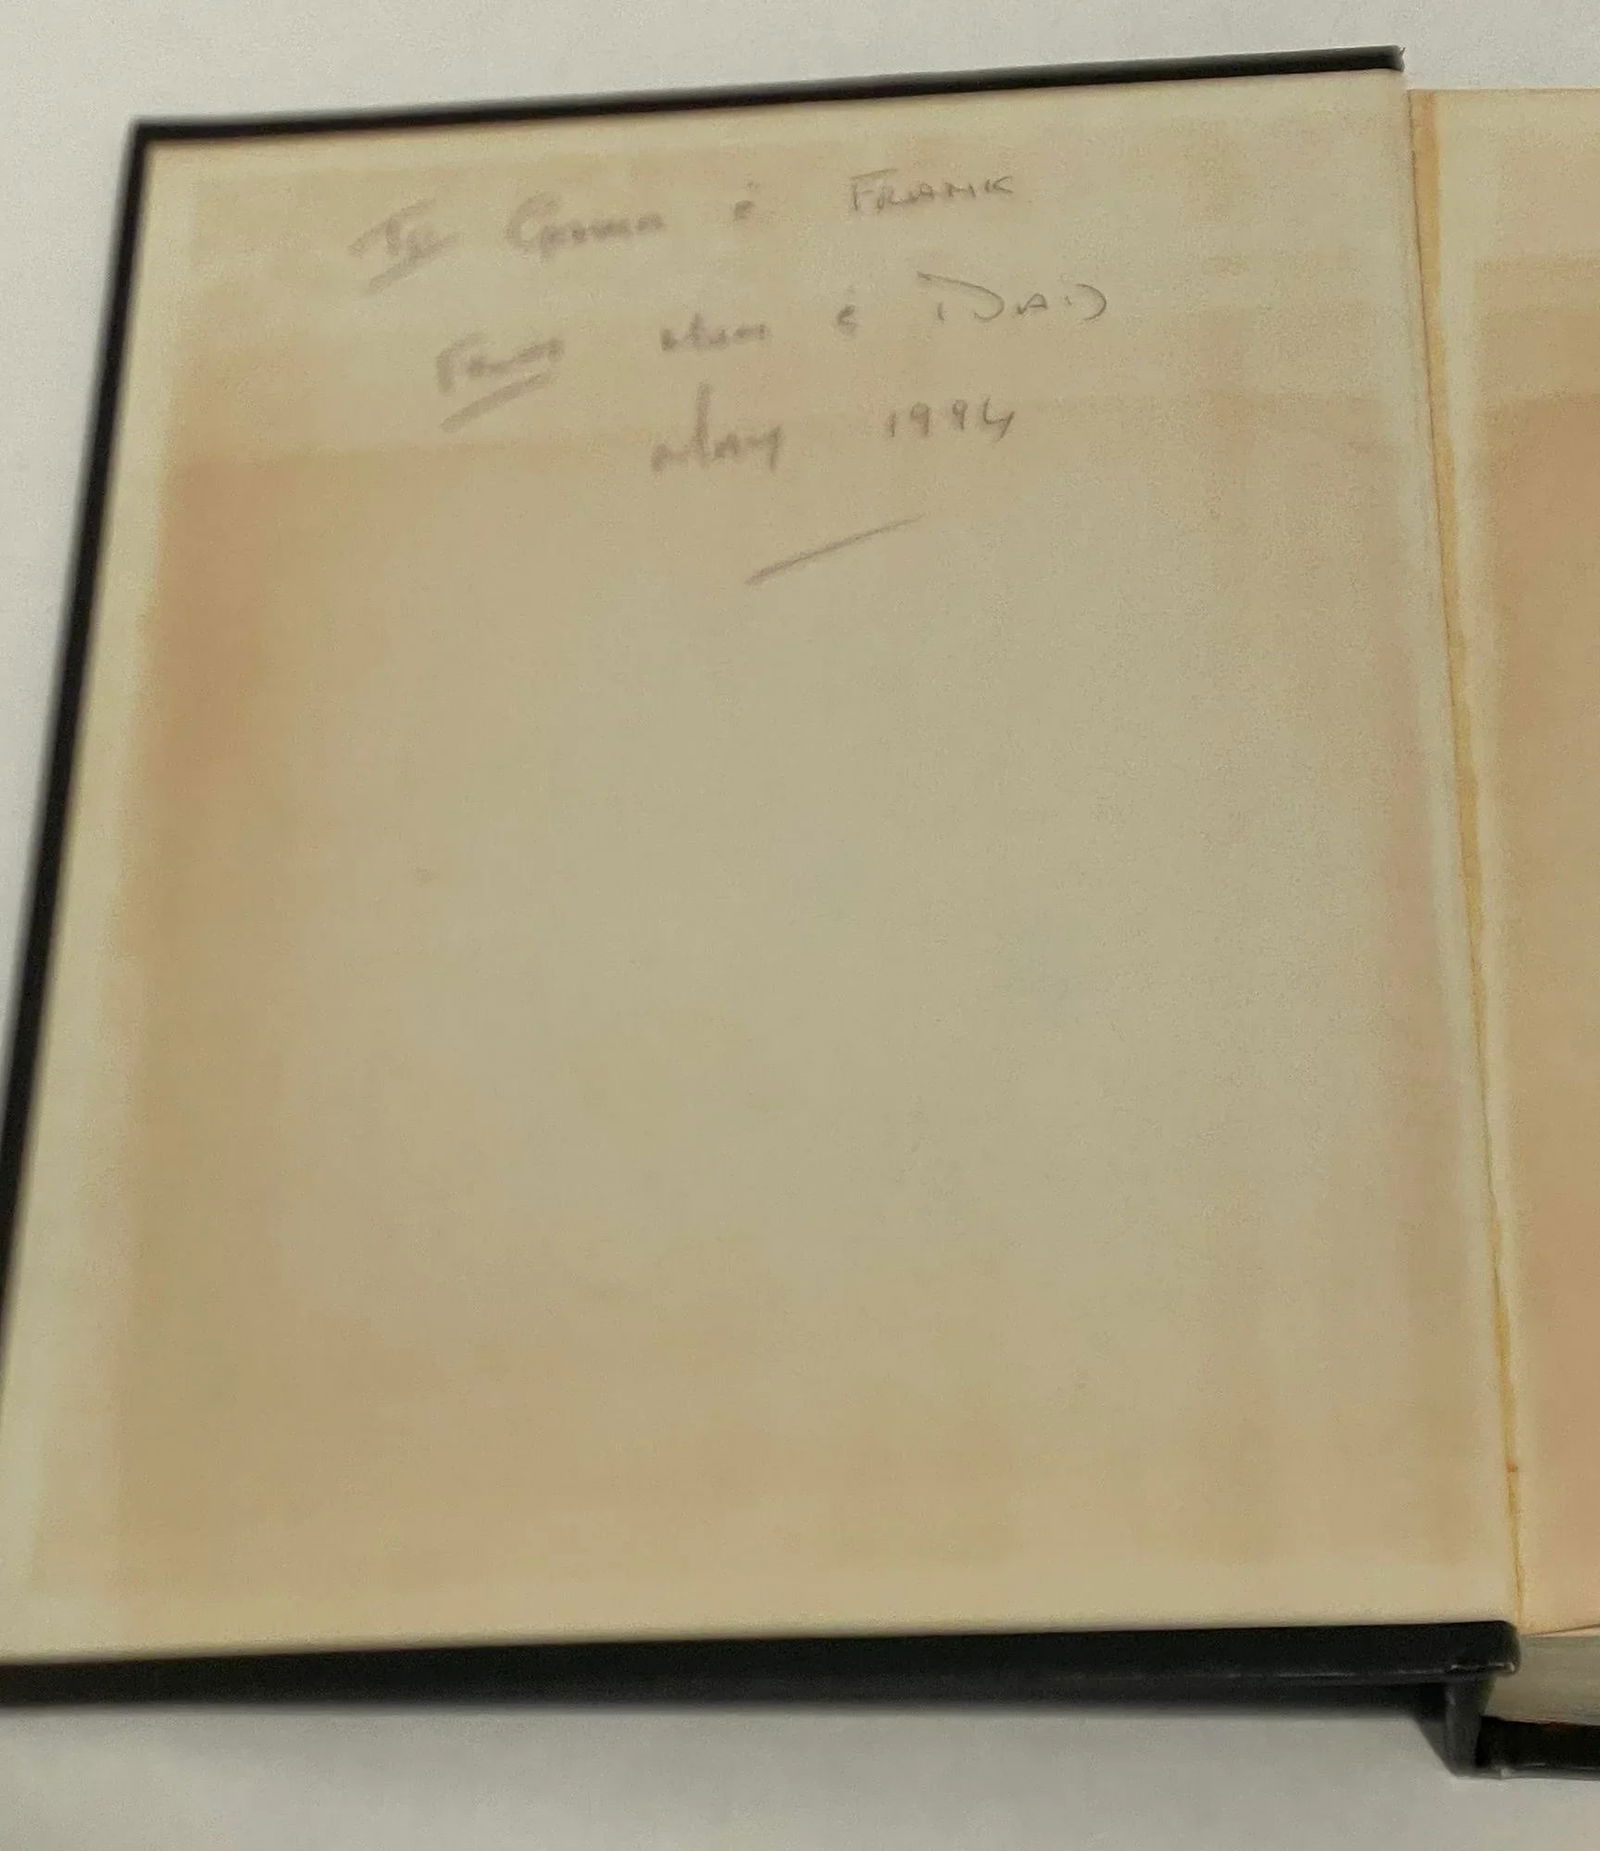 To Gemma & FRANK
FROM Mum & DAD
May 1994